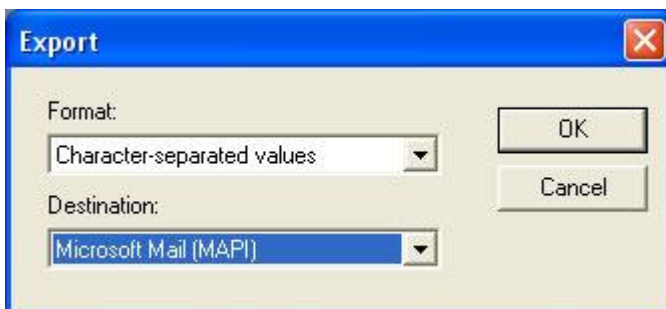 Export
Format:
Character-separated values
OK
Cancel
Destination:
Microsoft Mail (MAPI)